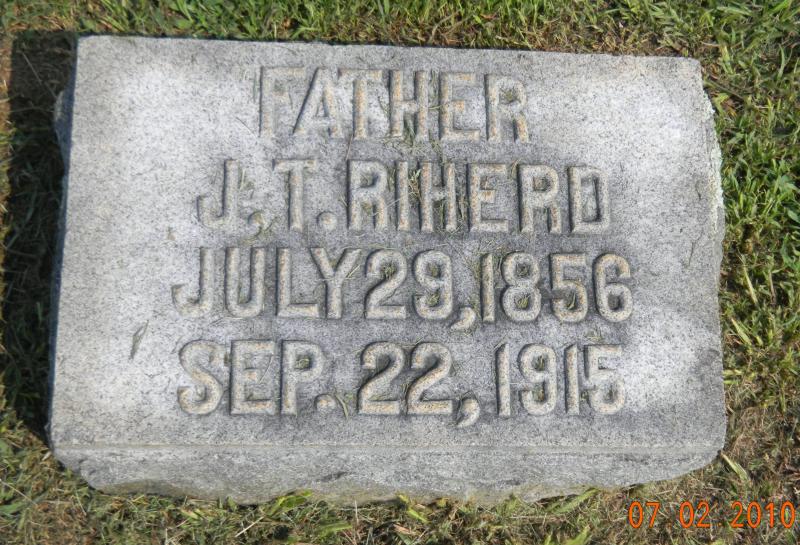 FATHER
J.T. RIHERD
JULY 29, 1856
SEP. 22, 1915
07 02 2010